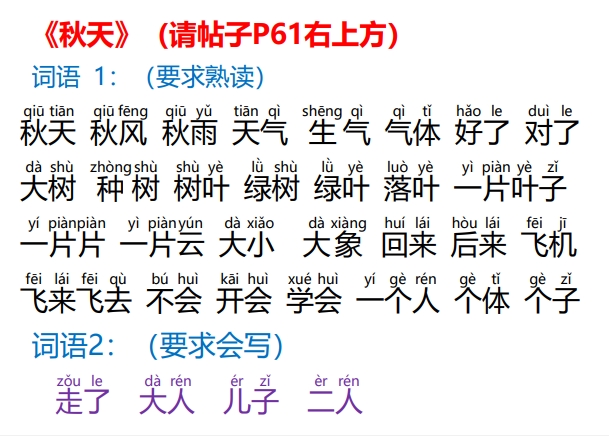 《秋天》（请帖子P61右上方）
词语 1：（要求熟读）
qiū tiān qiū fēng qiū yǔ tiān qì shēng qì qì tǐ hǎo le duì le
秋天 秋风 秋雨 天气 生气 气体 好了 对了
dà shù zhòng shù shù yè lǜ shù lǜ yè luò yè yì piàn yè zǐ
大树 种树 树叶 绿树 绿叶 落叶 一片叶子
yí piànpiàn yì piàn yún dà xiǎo dà xiàng huí lái hòu lái fēi jī
一片片 一片云 大小 大象 回来 后来 飞机
fēi lái fēi qù bú huì kāi huì xué huì yí gè rén gè tǐ gè zǐ
飞来飞去 不会 开会 学会 一个人 个体 个子
词语2：（要求会写）
zǒu le dà rén ér zǐ èr rén
走了 大人 儿子 二人